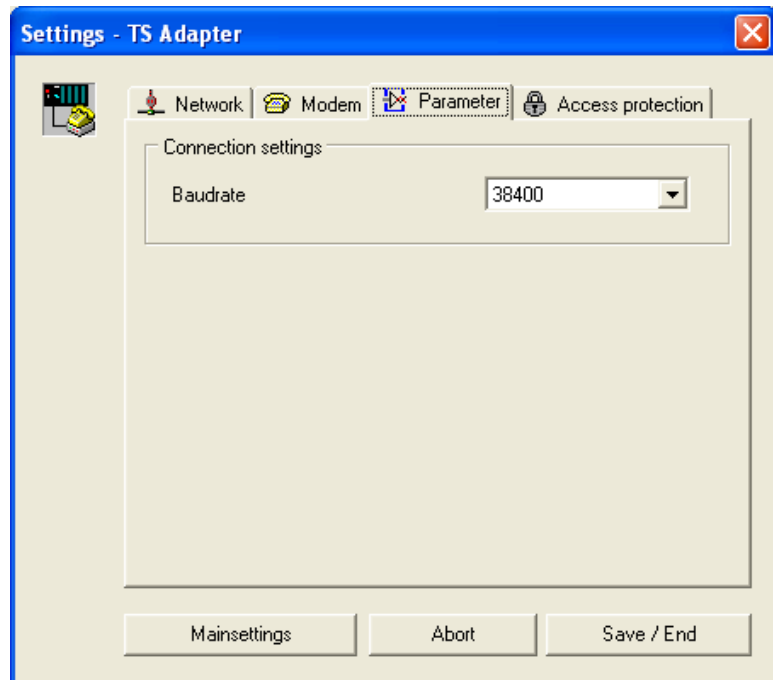 Settings - TS Adapter
Network Modem Parameter Access protection
Connection settings
Baudrate 38400
Mainsettings Abort Save / End